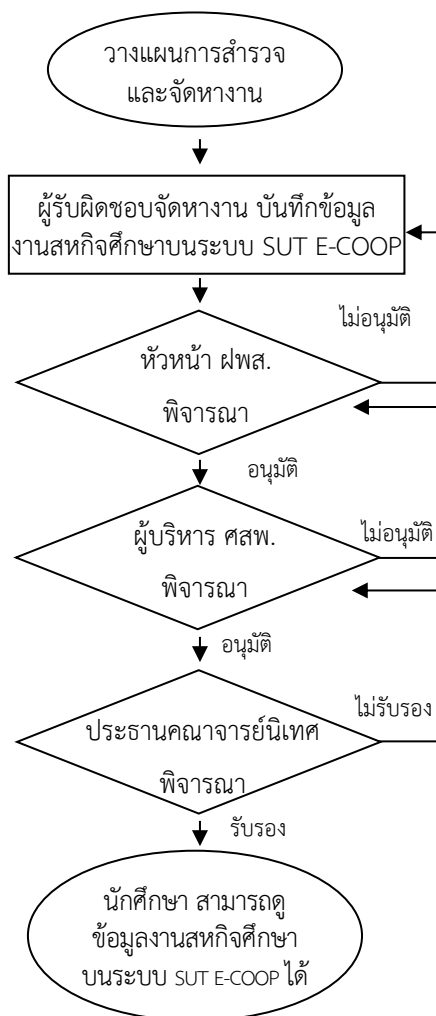 วางแผนการสำรวจ
และจัดหางาน
ผู้รับผิดชอบจัดหางาน บันทึกข้อมูล
งานสหกิจศึกษาบนระบบ SUT E-COOP
ไม่อนุมัติ
หัวหน้า ฝพส.
พิจารณา
อนุมัติ
ผู้บริหาร ศสพ.
ไม่อนุมัติ
พิจารณา
อนุมัติ
ไม่รับรอง
ประธานคณาจารย์นิเทศ
พิจารณา
รับรอง
นักศึกษา สามารถดู
ข้อมูลงานสหกิจศึกษา
บนระบบ SUT E-COOP ได้